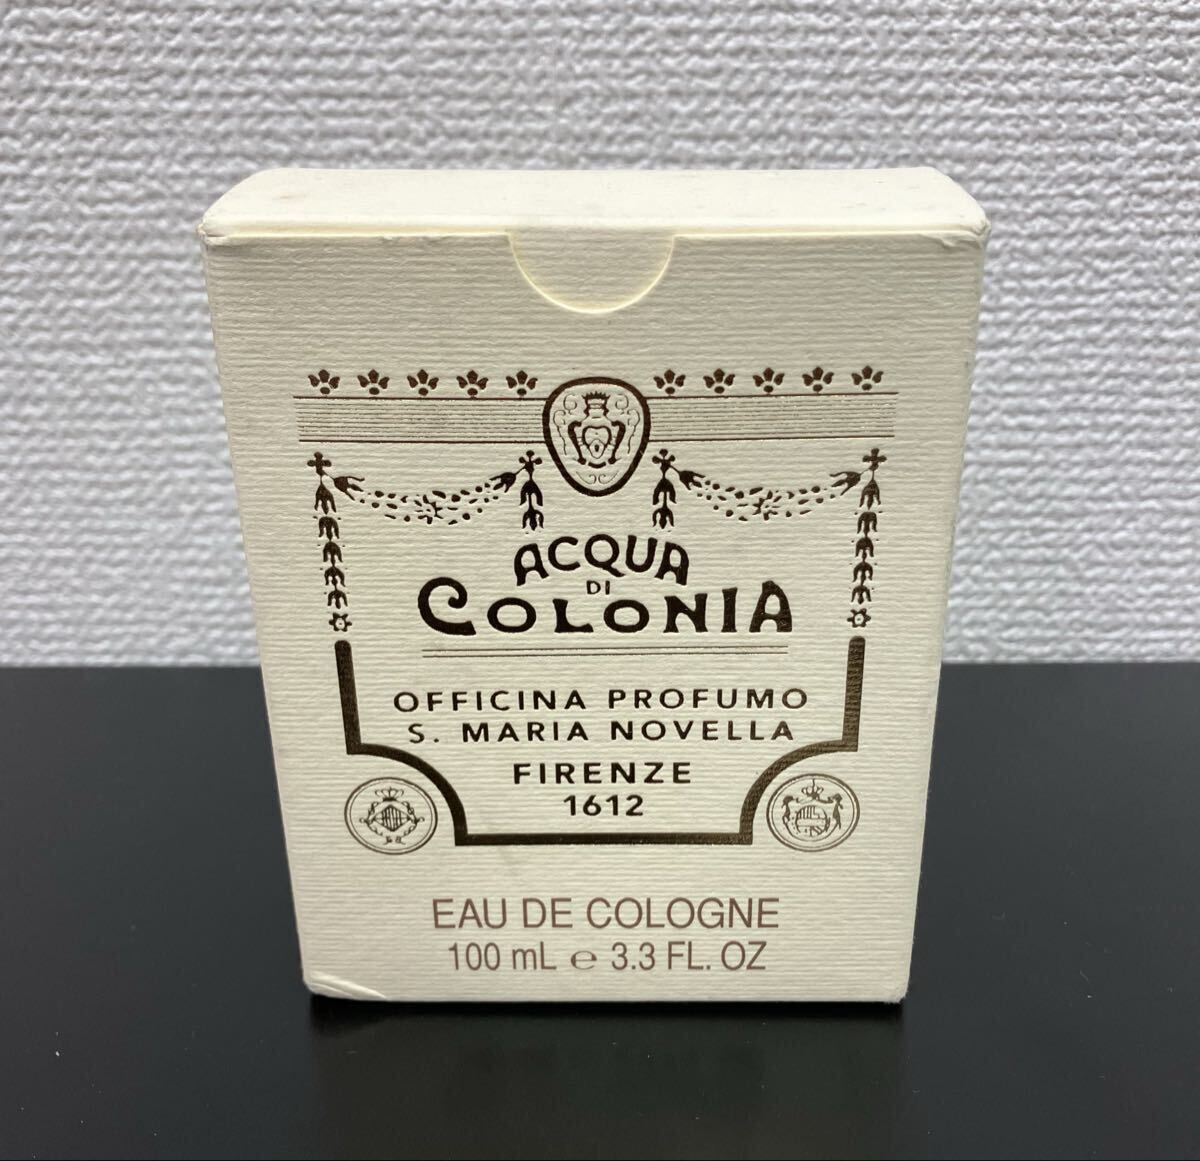 ACQUA
DI
COLONIA
OFFICINA PROFUMO
S. MARIA NOVELLA
FIRENZE
1612
EAU DE COLOGNE
100 mL ℮ 3.3 FL. OZ